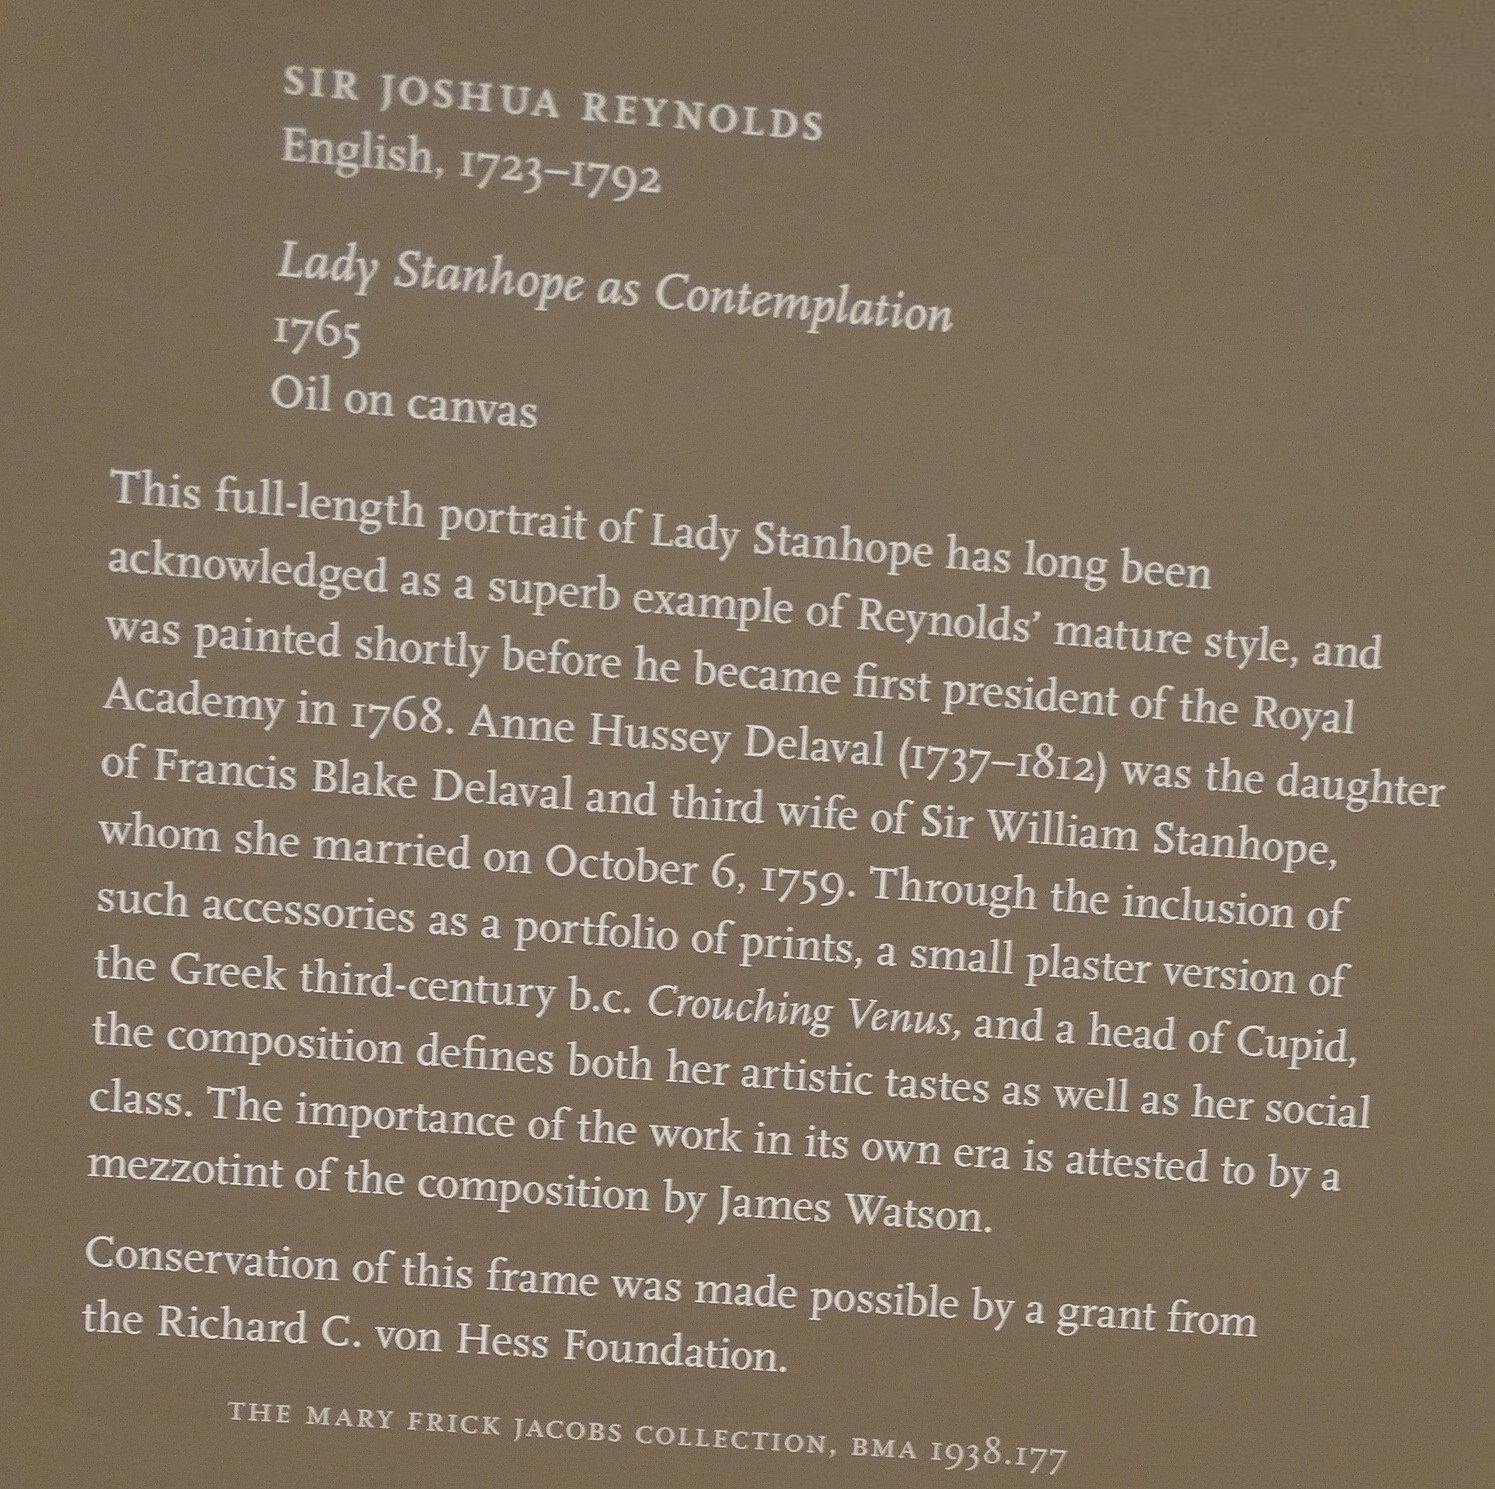 SIR JOSHUA REYNOLDS
English, 1723–1792
Lady Stanhope as Contemplation
1765
Oil on canvas
This full-length portrait of Lady Stanhope has long been
acknowledged as a superb example of Reynolds’ mature style, and
was painted shortly before he became first president of the Royal
Academy in 1768. Anne Hussey Delaval (1737–1812) was the daughter
of Francis Blake Delaval and third wife of Sir William Stanhope,
whom she married on October 6, 1759. Through the inclusion of
such accessories as a portfolio of prints, a small plaster version of
the Greek third-century b.c. Crouching Venus, and a head of Cupid,
the composition defines both her artistic tastes as well as her social
class. The importance of the work in its own era is attested to by a
mezzotint of the composition by James Watson.
Conservation of this frame was made possible by a grant from
the Richard C. von Hess Foundation.
THE MARY FRICK JACOBS COLLECTION, BMA 1938.177